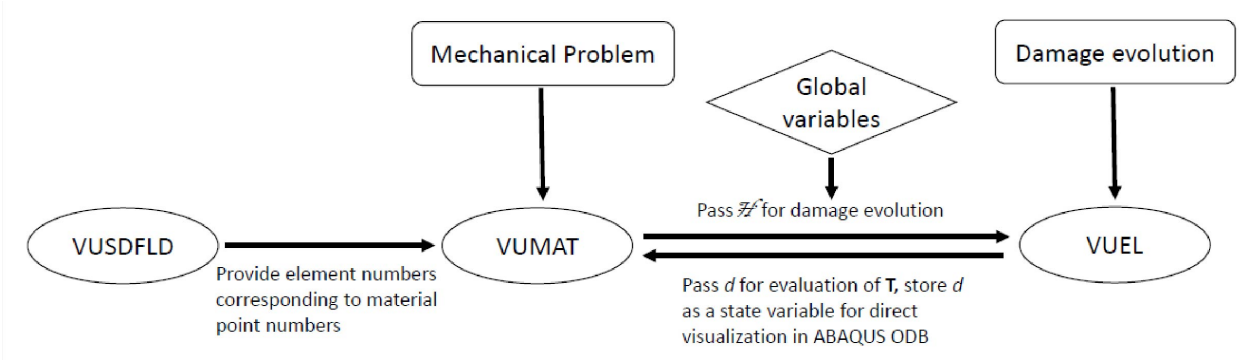 Mechanical Problem
Global
variables
Damage evolution
Pass ℋ for damage evolution
VUSDFLD
VUMAT
VUEL
Provide element numbers
corresponding to material
point numbers
Pass d for evaluation of T, store d
as a state variable for direct
visualization in ABAQUS ODB